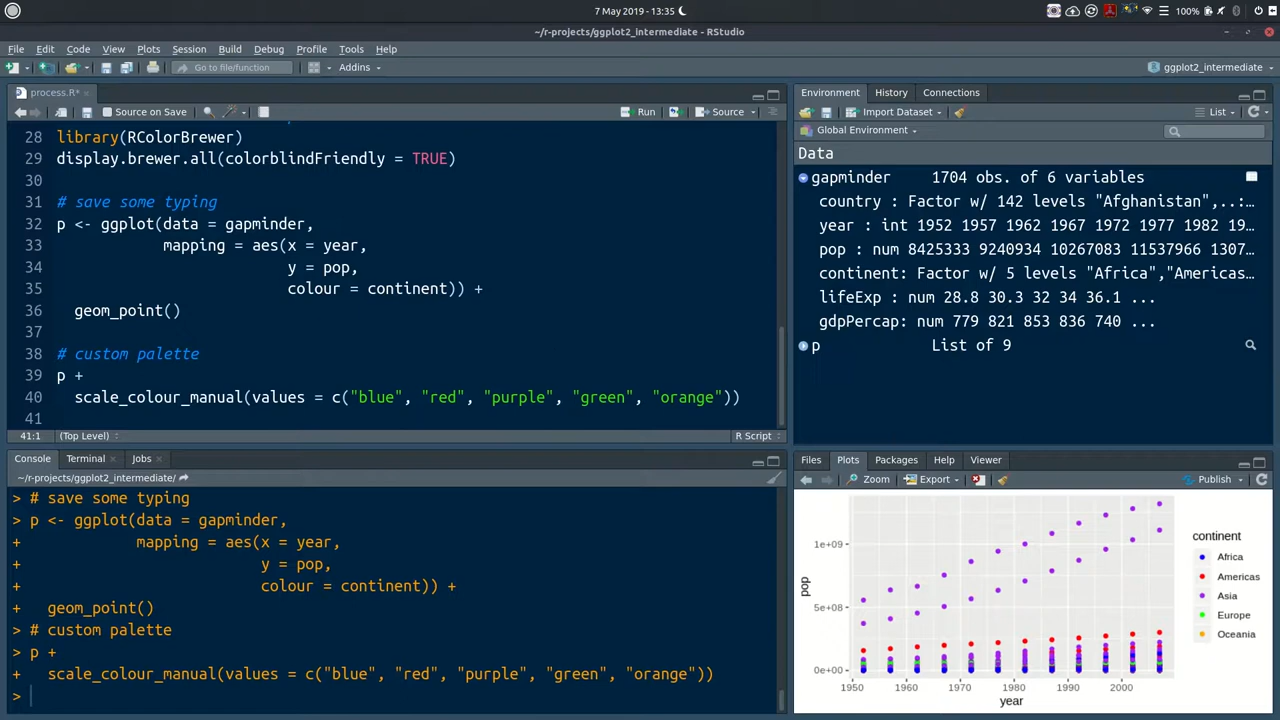 7 May 2019 - 13:35
100%
~/r-projects/ggplot2_intermediate - RStudio
File Edit Code View Plots Session Build Debug Profile Tools Help
Go to file/function Addins ggplot2_intermediate
process.R*
Source on Save Run Source
28 library(RColorBrewer)
29 display.brewer.all(colorblindFriendly = TRUE)
30
31 # save some typing
32 p <- ggplot(data = gapminder,
33 mapping = aes(x = year,
34 y = pop,
35 colour = continent)) +
36 geom_point()
37
38 # custom palette
39 p +
40 scale_colour_manual(values = c("blue", "red", "purple", "green", "orange"))
41
41:1 (Top Level) R Script
Console Terminal Jobs
~/r-projects/ggplot2_intermediate/
> # save some typing
> p <- ggplot(data = gapminder,
+ mapping = aes(x = year,
+ y = pop,
+ colour = continent)) +
+ geom_point()
> # custom palette
> p +
+ scale_colour_manual(values = c("blue", "red", "purple", "green", "orange"))
>
Environment History Connections
Import Dataset List
Global Environment
Data
gapminder 1704 obs. of 6 variables
country : Factor w/ 142 levels "Afghanistan",..:…
year : int 1952 1957 1962 1967 1972 1977 1982 19…
pop : num 8425333 9240934 10267083 11537966 1307…
continent: Factor w/ 5 levels "Africa","Americas…
lifeExp : num 28.8 30.3 32 34 36.1 ...
gdpPercap: num 779 821 853 836 740 ...
p List of 9
Files Plots Packages Help Viewer
Zoom Export Publish
1e+09
5e+08
0e+00
pop
1950 1960 1970 1980 1990 2000
year
continent
Africa
Americas
Asia
Europe
Oceania